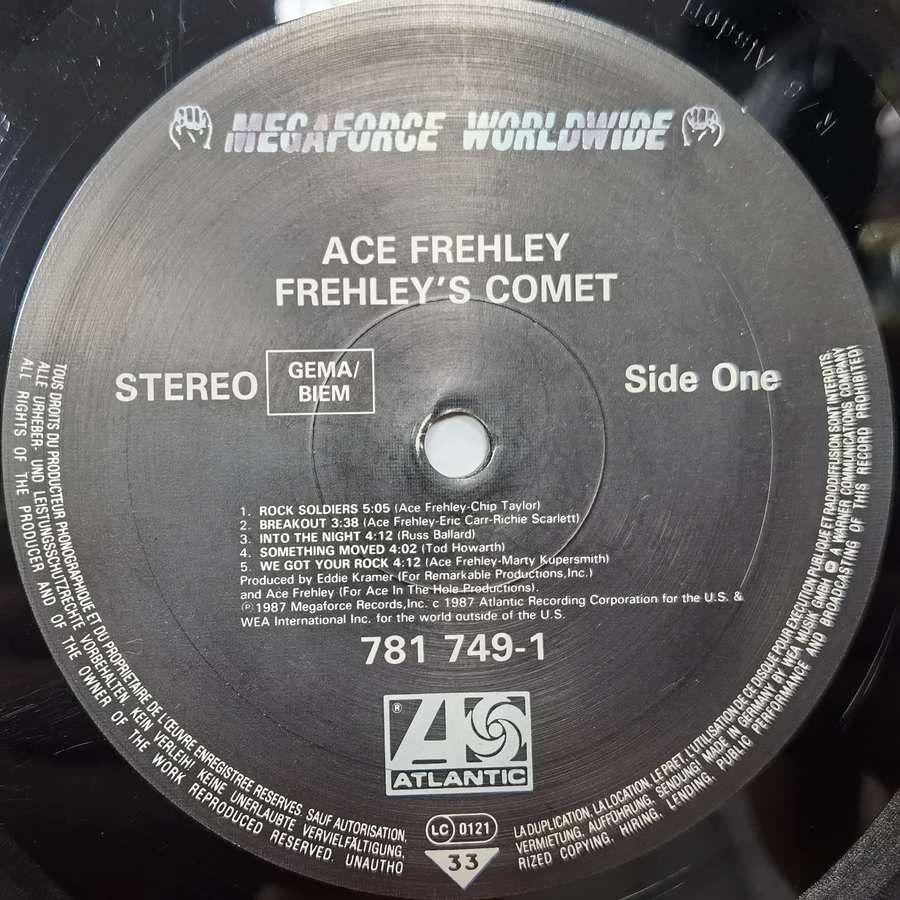 R/S Alsdorf
MEGAFORCE WORLDWIDE
ACE FREHLEY
FREHLEY'S COMET
STEREO
GEMA/
BIEM
Side One
1. ROCK SOLDIERS 5:05 (Ace Frehley-Chip Taylor)
2. BREAKOUT 3:38 (Ace Frehley-Eric Carr-Richie Scarlett)
3. INTO THE NIGHT 4:12 (Russ Ballard)
4. SOMETHING MOVED 4:02 (Tod Howarth)
5. WE GOT YOUR ROCK 4:12 (Ace Frehley-Marty Kupersmith)
Produced by Eddie Kramer (For Remarkable Productions,Inc.)
and Ace Frehley (For Ace In The Hole Productions).
℗1987 Megaforce Records,Inc. c 1987 Atlantic Recording Corporation for the U.S. &
WEA International Inc. for the world outside of the U.S.
781 749-1
® ATLANTIC
LC 0121
33
TOUS DROITS DU PRODUCTEUR PHONOGRAPHIQUE ET DU PROPRIETAIRE DE L'ŒUVRE ENREGISTREE RESERVES. SAUF AUTORISATION, LA DUPLICATION, LA LOCATION, LE PRET, L'UTILISATION DE CE DISQUE POUR EXECUTION PUBLIQUE ET RADIODIFFUSION SONT INTERDITS.
ALLE URHEBER- UND LEISTUNGSSCHUTZRECHTE VORBEHALTEN. KEIN VERLEIH! KEINE UNERLAUBTE VERVIELFÄLTIGUNG, VERMIETUNG, AUFFÜHRUNG, SENDUNG! MADE IN GERMANY BY WEA MUSIK GMBH A WARNER COMMUNICATIONS COMPANY
ALL RIGHTS OF THE PRODUCER AND OF THE OWNER OF THE WORK REPRODUCED RESERVED. UNAUTHORIZED COPYING, HIRING, LENDING, PUBLIC PERFORMANCE AND BROADCASTING OF THIS RECORD PROHIBITED!